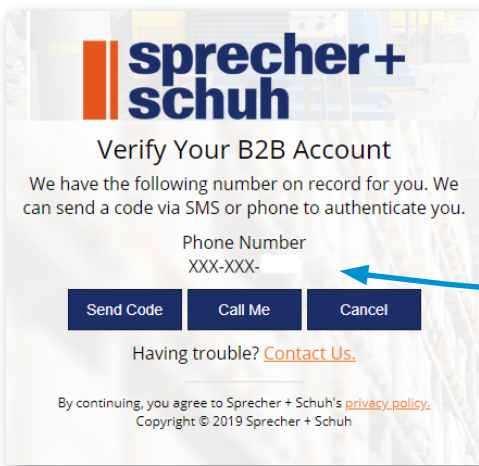 sprecher+
schuh
Verify Your B2B Account
We have the following number on record for you. We
can send a code via SMS or phone to authenticate you.
Phone Number
XXX-XXX-
Send Code Call Me Cancel
Having trouble? Contact Us.
By continuing, you agree to Sprecher + Schuh's privacy policy.
Copyright © 2019 Sprecher + Schuh